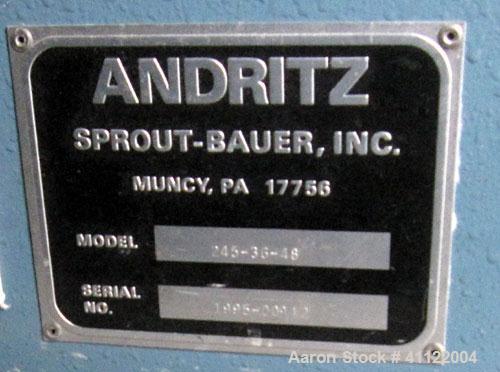 ANDRITZ
SPROUT-BAUER, INC.
MUNCY, PA 17756
MODEL 245-36-48
SERIAL
NO.
Aaron Stock # 41122004